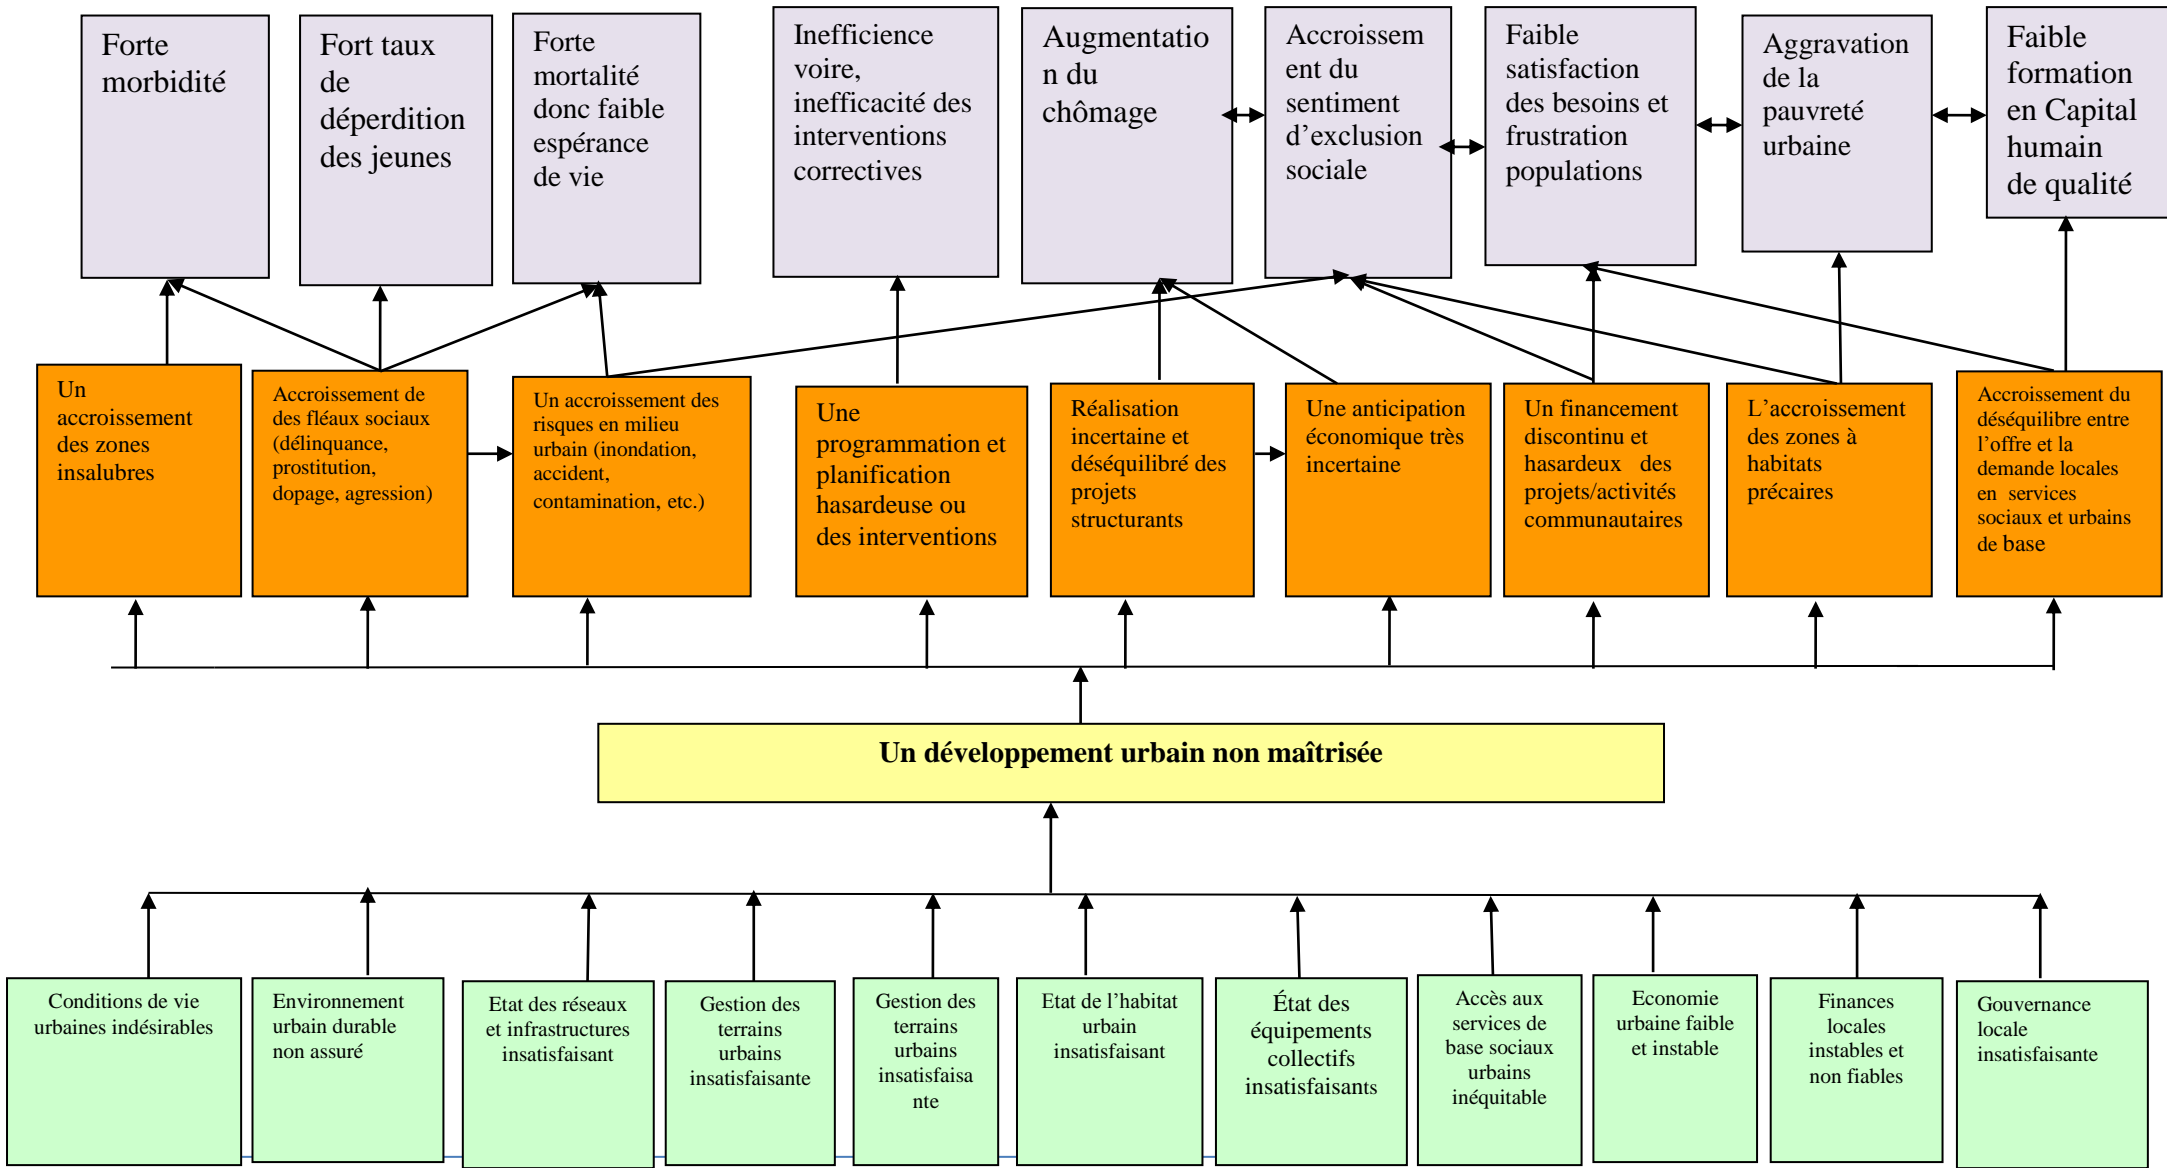 Forte
morbidité
Fort taux
de
déperdition
des jeunes
Forte
mortalité
donc faible
espérance
de vie
Inefficience
voire,
inefficacité des
interventions
correctives
Augmentatio
n du
chômage
Accroissem
ent du
sentiment
d’exclusion
sociale
Faible
satisfaction
des besoins et
frustration
populations
Aggravation
de la
pauvreté
urbaine
Faible
formation
en Capital
humain
de qualité
Un
accroissement
des zones
insalubres
Accroissement de
des fléaux sociaux
(délinquance,
prostitution,
dopage, agression)
Un accroissement des
risques en milieu
urbain (inondation,
accident,
contamination, etc.)
Une
programmation et
planification
hasardeuse ou
des interventions
Réalisation
incertaine et
déséquilibré des
projets
structurants
Une anticipation
économique très
incertaine
Un financement
discontinu et
hasardeux des
projets/activités
communautaires
L’accroissement
des zones à
habitats
précaires
Accroissement du
déséquilibre entre
l’offre et la
demande locales
en services
sociaux et urbains
de base
Un développement urbain non maîtrisée
Conditions de vie
urbaines indésirables
Environnement
urbain durable
non assuré
Etat des réseaux
et infrastructures
insatisfaisant
Gestion des
terrains
urbains
insatisfaisante
Gestion des
terrains
urbains
insatisfaisa
nte
Etat de l’habitat
urbain
insatisfaisant
État des
équipements
collectifs
insatisfaisants
Accès aux
services de
base sociaux
urbains
inéquitable
Economie
urbaine faible
et instable
Finances
locales
instables et
non fiables
Gouvernance
locale
insatisfaisante